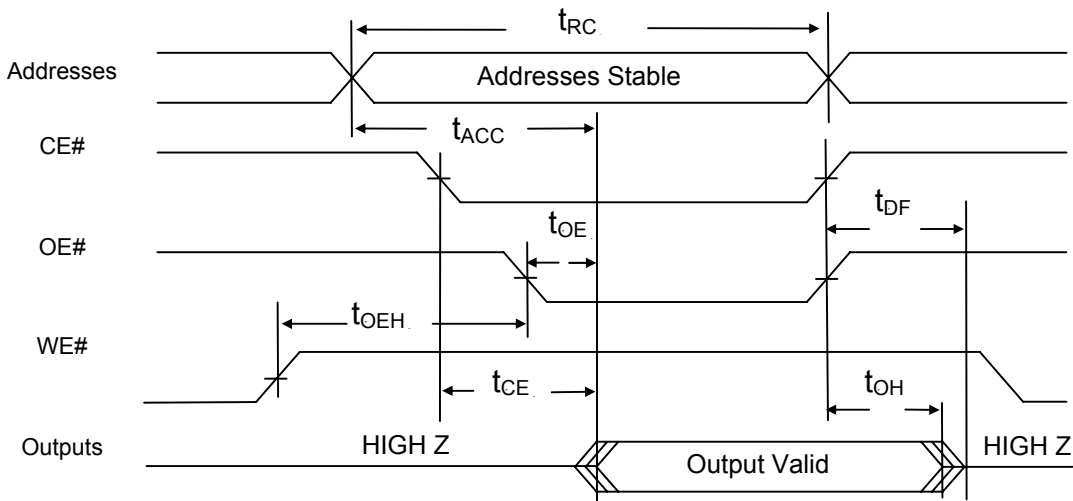 tRC
Addresses
Addresses Stable
tACC
CE#
tDF
tOE
OE#
tOEH
WE#
tCE
tOH
Outputs
HIGH Z
Output Valid
HIGH Z